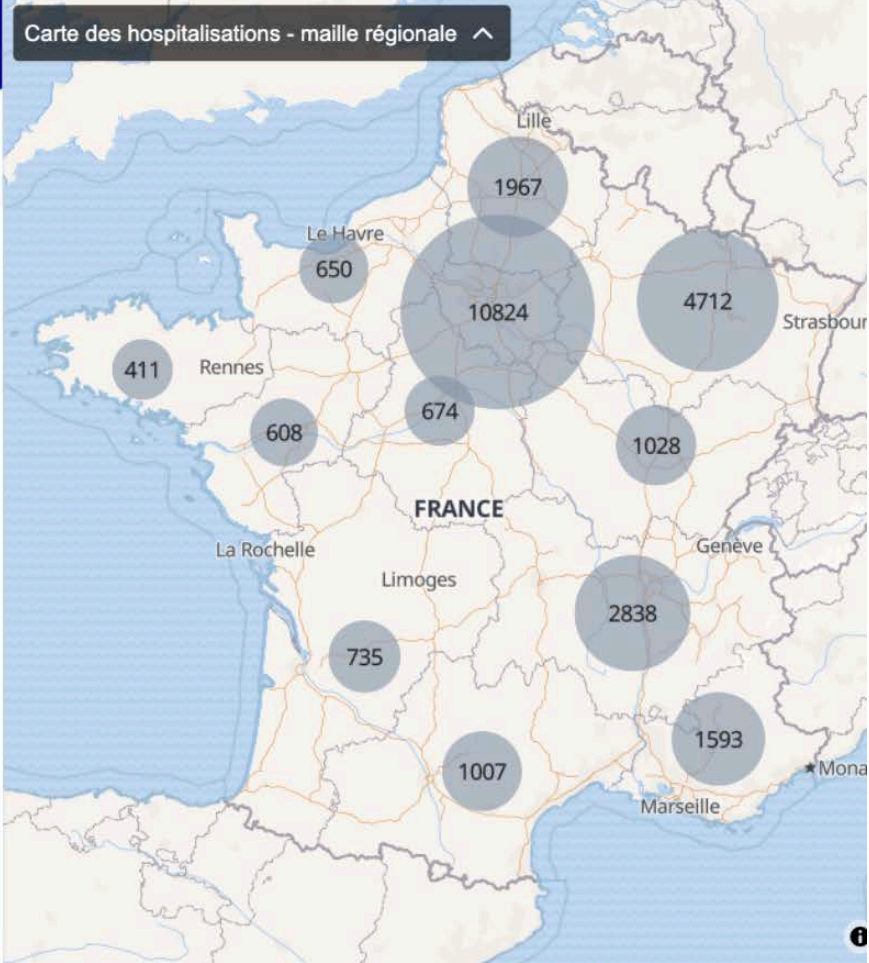 Carte des hospitalisations - maille régionale
Lille
1967
Le Havre
650
10824
4712
Strasbour
411
Rennes
674
608
1028
FRANCE
La Rochelle
Genève
Limoges
2838
735
1593
1007
Mona
Marseille
i